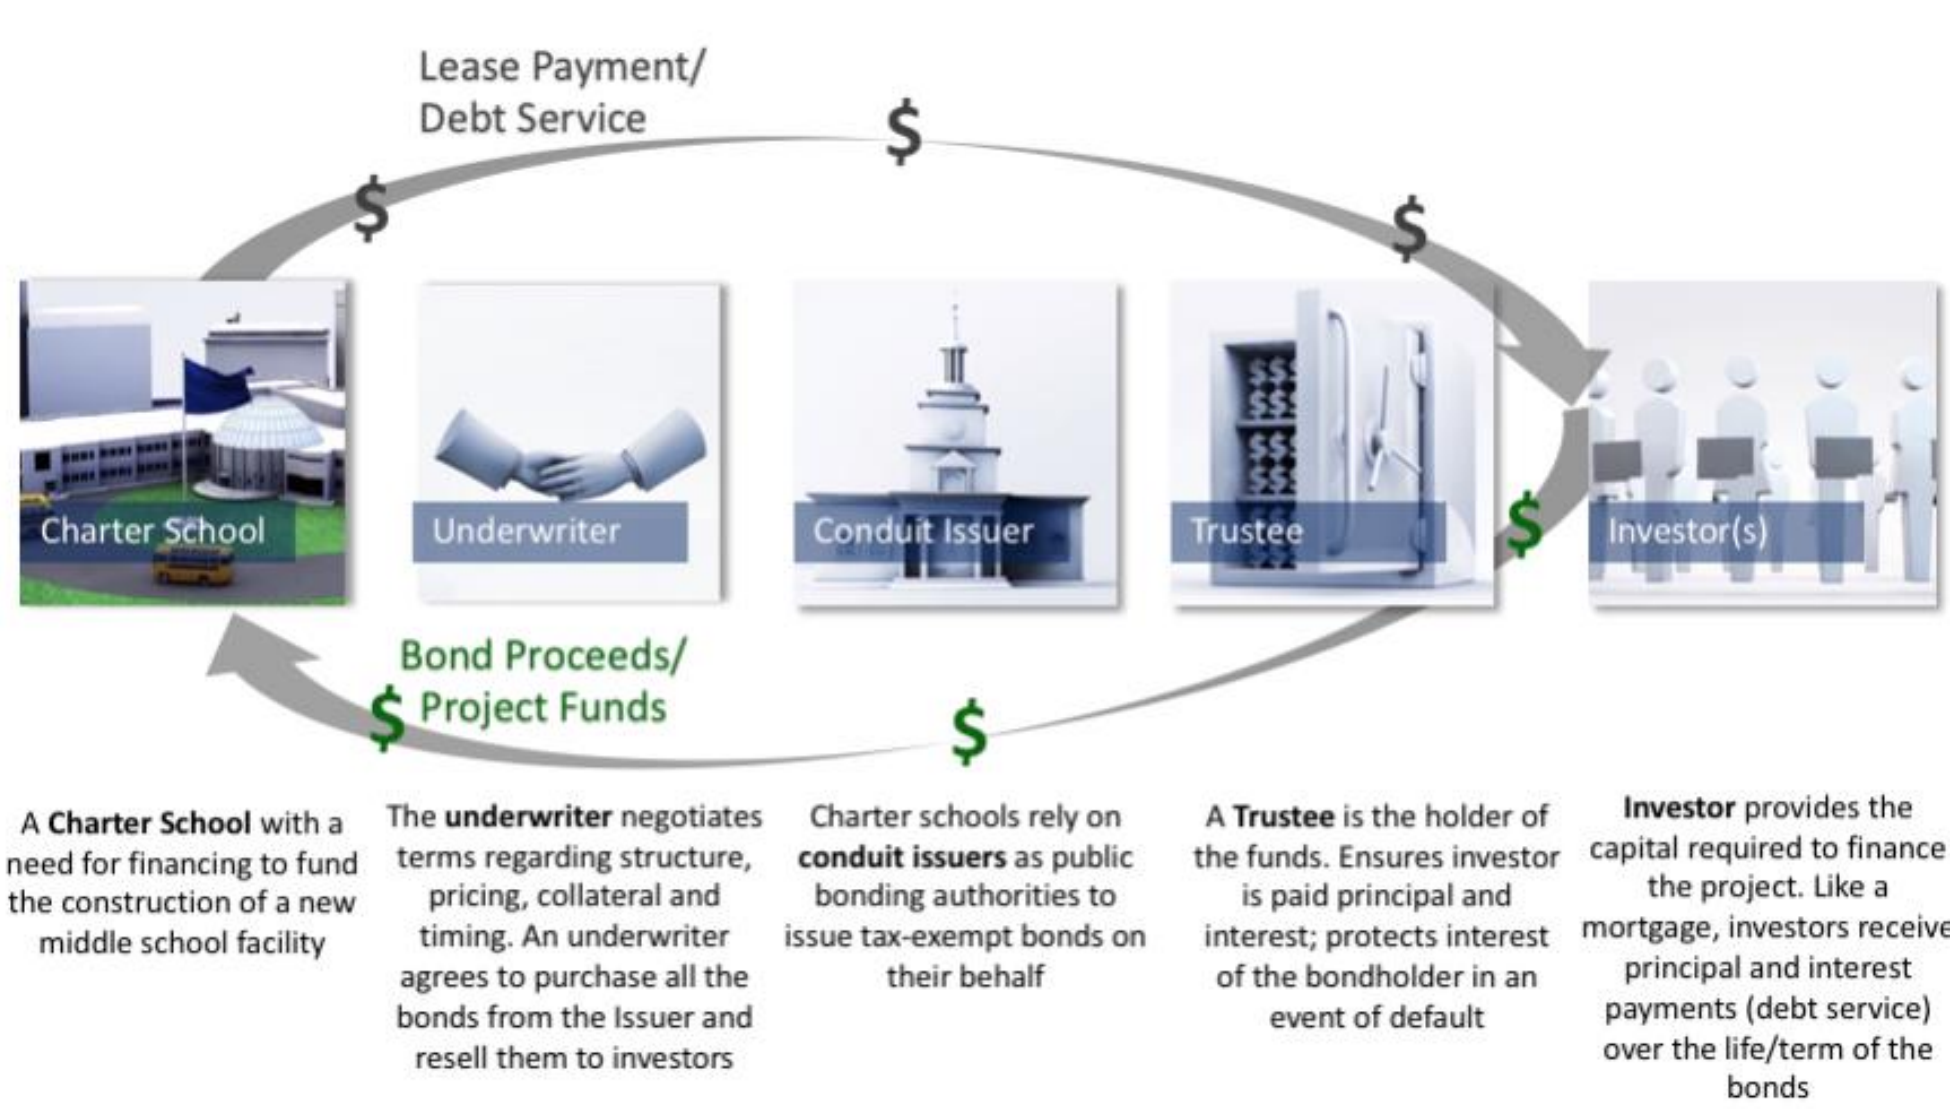 Lease Payment/
Debt Service
$
$
$
Charter School
Underwriter
Conduit Issuer
Trustee
Investor(s)
$
Bond Proceeds/
Project Funds
$
$
A Charter School with a
need for financing to fund
the construction of a new
middle school facility
The underwriter negotiates
terms regarding structure,
pricing, collateral and
timing. An underwriter
agrees to purchase all the
bonds from the Issuer and
resell them to investors
Charter schools rely on
conduit issuers as public
bonding authorities to
issue tax-exempt bonds on
their behalf
A Trustee is the holder of
the funds. Ensures investor
is paid principal and
interest; protects interest
of the bondholder in an
event of default
Investor provides the
capital required to finance
the project. Like a
mortgage, investors receive
principal and interest
payments (debt service)
over the life/term of the
bonds